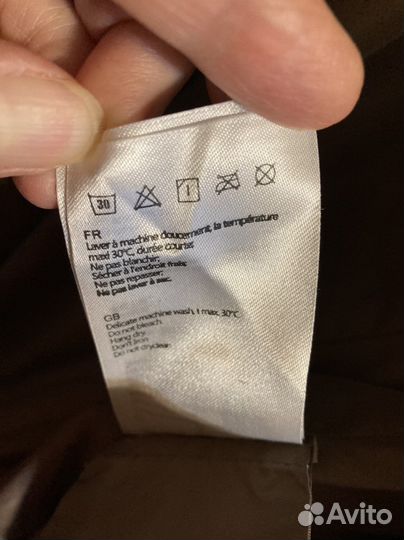 30
FR
Laver à machine doucement, la température
maxi 30°C, durée courte;
Ne pas blanchir;
Sécher à l'endroit frais;
Ne pas repasser;
Ne pas laver à sec.
GB
Delicate machine wash, t max. 30°C
Do not bleach
Hang dry
Don't iron
Do not dryclean
Avito